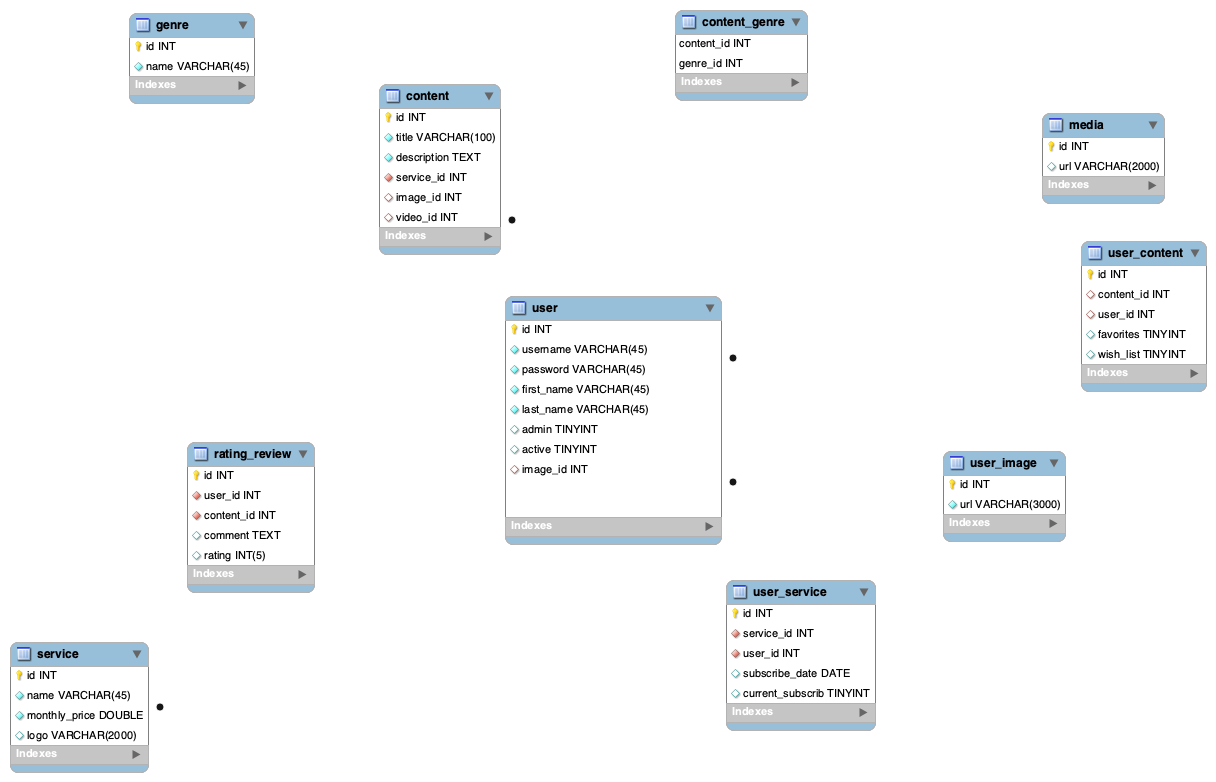 genre
id INT
name VARCHAR(45)
Indexes
content_genre
content_id INT
genre_id INT
Indexes
content
id INT
title VARCHAR(100)
description TEXT
service_id INT
image_id INT
video_id INT
Indexes
media
id INT
url VARCHAR(2000)
Indexes
user_content
id INT
content_id INT
user_id INT
favorites TINYINT
wish_list TINYINT
Indexes
user
id INT
username VARCHAR(45)
password VARCHAR(45)
first_name VARCHAR(45)
last_name VARCHAR(45)
admin TINYINT
active TINYINT
image_id INT
Indexes
rating_review
id INT
user_id INT
content_id INT
comment TEXT
rating INT(5)
Indexes
user_image
id INT
url VARCHAR(3000)
Indexes
user_service
id INT
service_id INT
user_id INT
subscribe_date DATE
current_subscrib TINYINT
Indexes
service
id INT
name VARCHAR(45)
monthly_price DOUBLE
logo VARCHAR(2000)
Indexes